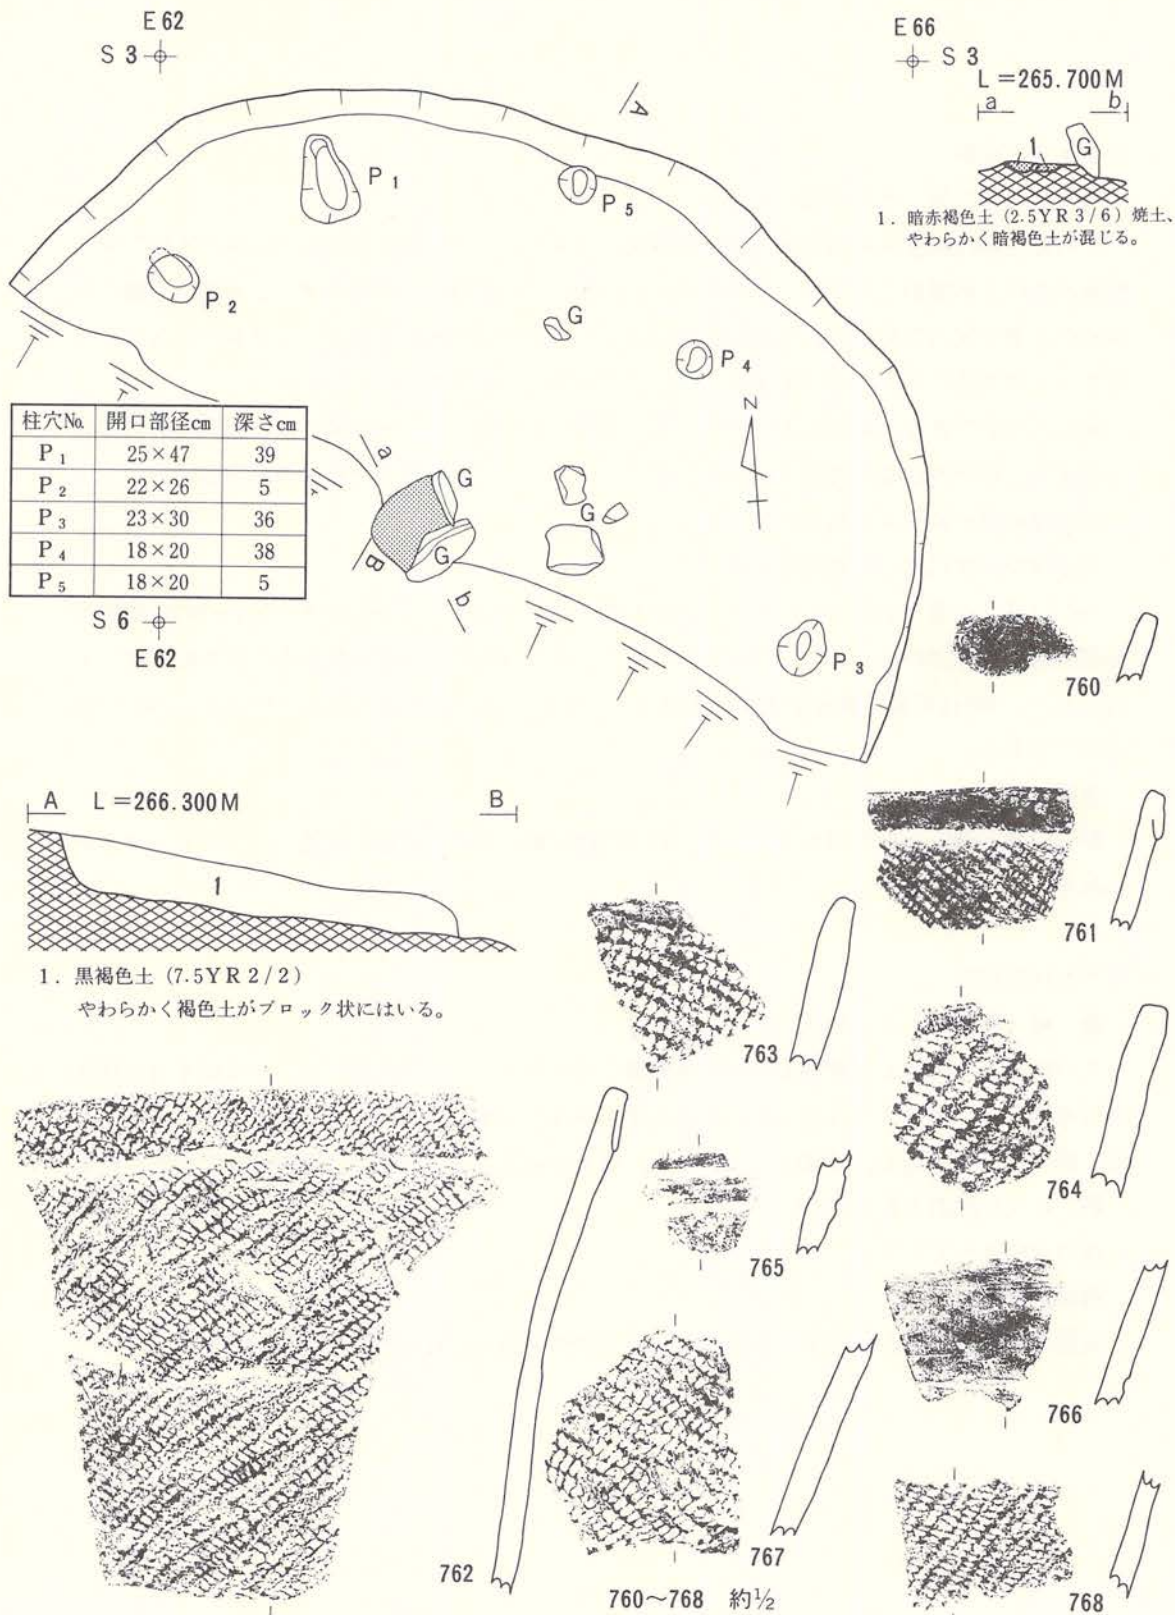 E 62
S 3
E 66
S 3
L = 265.700M
a b
1 G
1. 暗赤褐色土 (2.5YR 3/6) 焼土、
やわらかく暗褐色土が混じる。
A
P 1
P 5
P 2
G
P 4
N
柱穴No. 開口部径cm 深さcm
P 1 25×47 39
P 2 22×26 5
P 3 23×30 36
P 4 18×20 38
P 5 18×20 5
a
G
G
G
B
b
P 3
S 6
E 62
760
A L = 266.300M B
1
1. 黒褐色土 (7.5YR 2/2)
やわらかく褐色土がブロック状にはいる。
761
763
764
765
766
762
767
768
760~768 約½